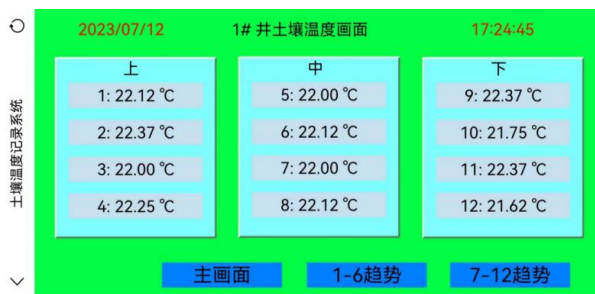 土壤温度记录系统
2023/07/12 1# 井土壤温度画面 17:24:45
上
1: 22.12 ℃
2: 22.37 ℃
3: 22.00 ℃
4: 22.25 ℃
中
5: 22.00 ℃
6: 22.12 ℃
7: 22.00 ℃
8: 22.12 ℃
下
9: 22.37 ℃
10: 21.75 ℃
11: 22.37 ℃
12: 21.62 ℃
主画面 1-6趋势 7-12趋势